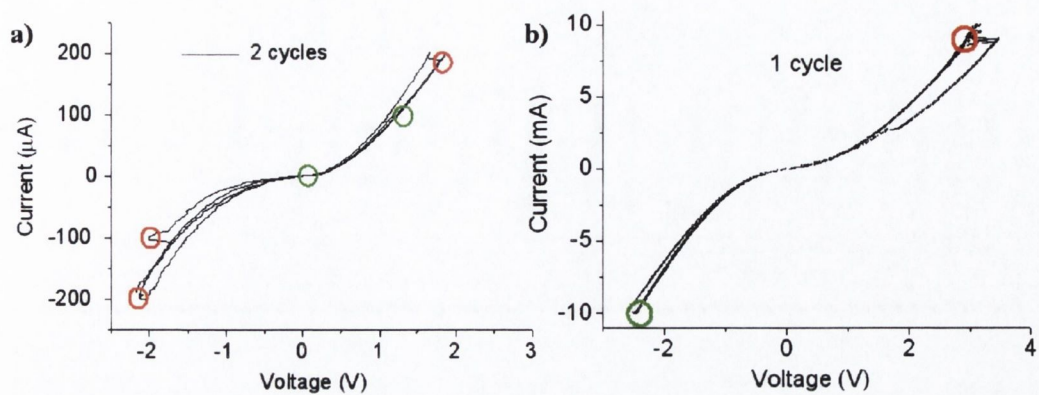 a)
2 cycles
200
100
0
-100
-200
Current (µA)
-2
-1
0
1
2
3
Voltage (V)
b)
1 cycle
10
5
0
-5
-10
Current (mA)
-2
0
2
4
Voltage (V)